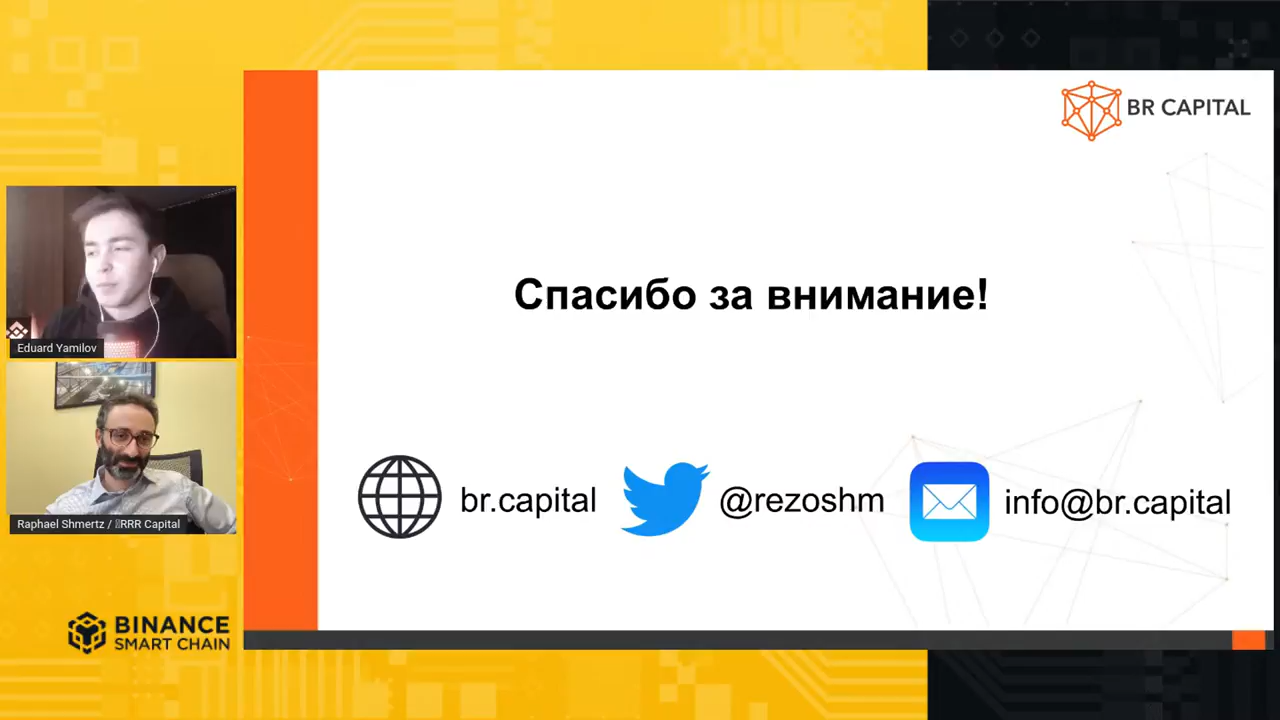 BR CAPITAL
Спасибо за внимание!
br.capital
@rezoshm
info@br.capital
Eduard Yamilov
Raphael Shmertz / RRR Capital
BINANCE
SMART CHAIN